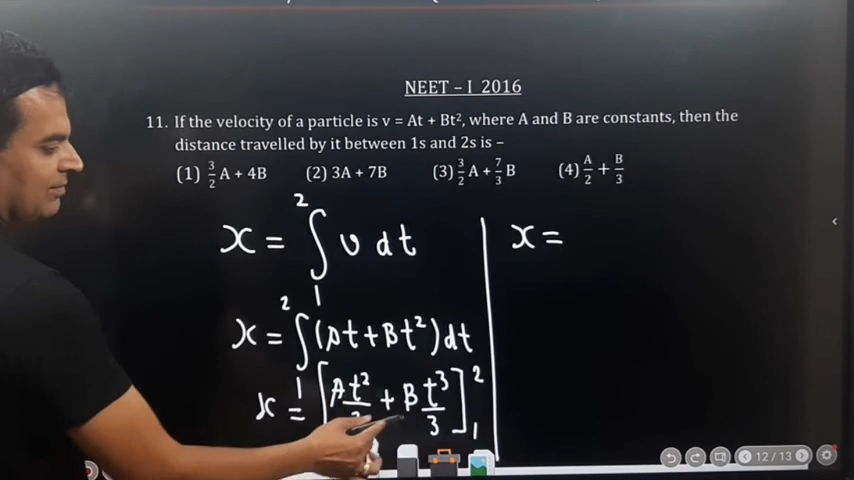 NEET – I 2016
11. If the velocity of a particle is v = At + Bt², where A and B are constants, then the
distance travelled by it between 1s and 2s is –
(1) 3/2 A + 4B (2) 3A + 7B (3) 3/2 A + 7/3 B (4) A/2 + B/3
x = ∫₁² v dt
x = ∫₁² (At + Bt²) dt
x = [At²/2 + B t³/3]₁²
x =
12 / 13